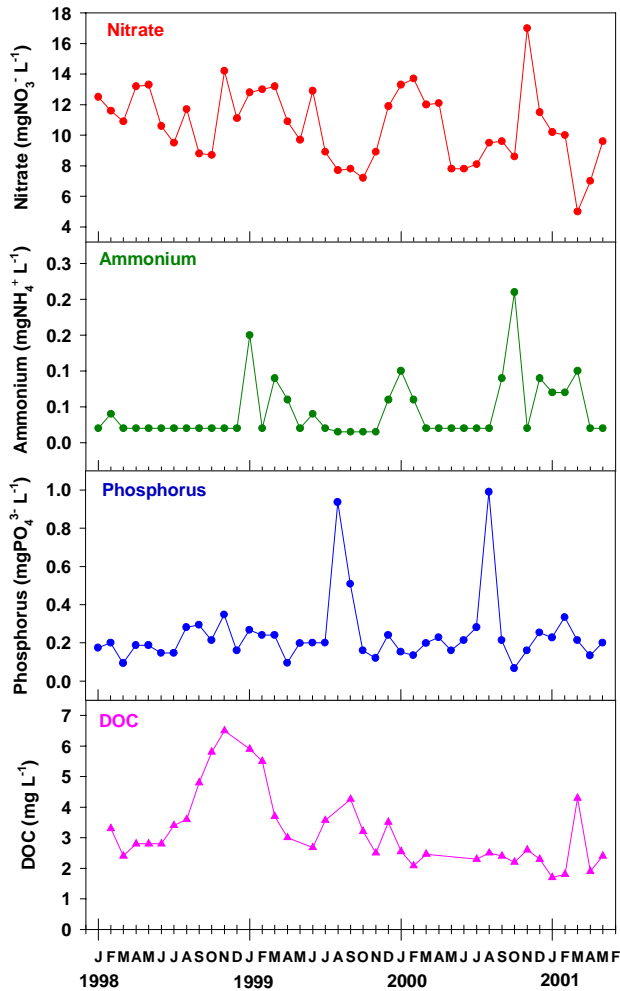 Nitrate
Nitrate (mgNO₃⁻ L⁻¹)
18
16
14
12
10
8
6
4
Ammonium
Ammonium (mgNH₄⁺ L⁻¹)
0.3
0.2
0.2
0.1
0.1
0.0
Phosphorus
Phosphorus (mgPO₄³⁻ L⁻¹)
1.0
0.8
0.6
0.4
0.2
0.0
DOC
DOC (mg L⁻¹)
7
6
5
4
3
2
1
0
J F M A M J J A S O N D J F M A M J J A S O N D J F M A M J J A S O N D J F M A M F
1998 1999 2000 2001